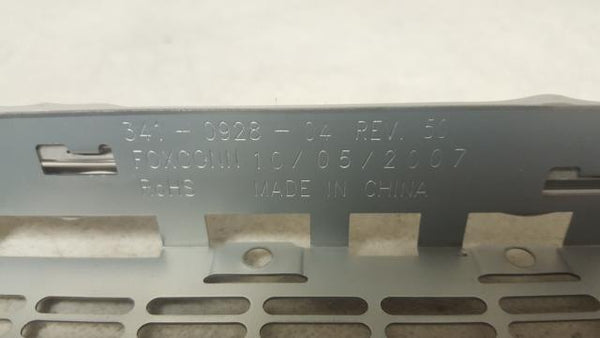 341-0928-04 REV. 50
FOXCONN 10/05/2007
RoHS MADE IN CHINA